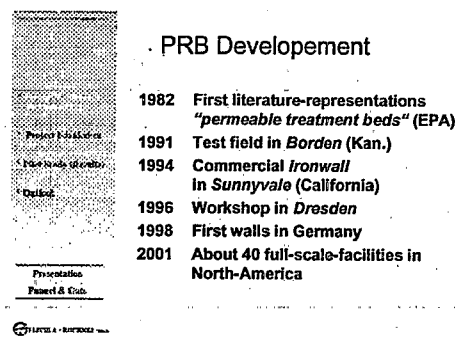 PRB Developement
1982 First literature-representations
"permeable treatment beds" (EPA)
1991 Test field in Borden (Kan.)
1994 Commercial Ironwall
in Sunnyvale (California)
1996 Workshop in Dresden
1998 First walls in Germany
2001 About 40 full-scale-facilities in
North-America
Outlook
Presentation
Funnel & Gate